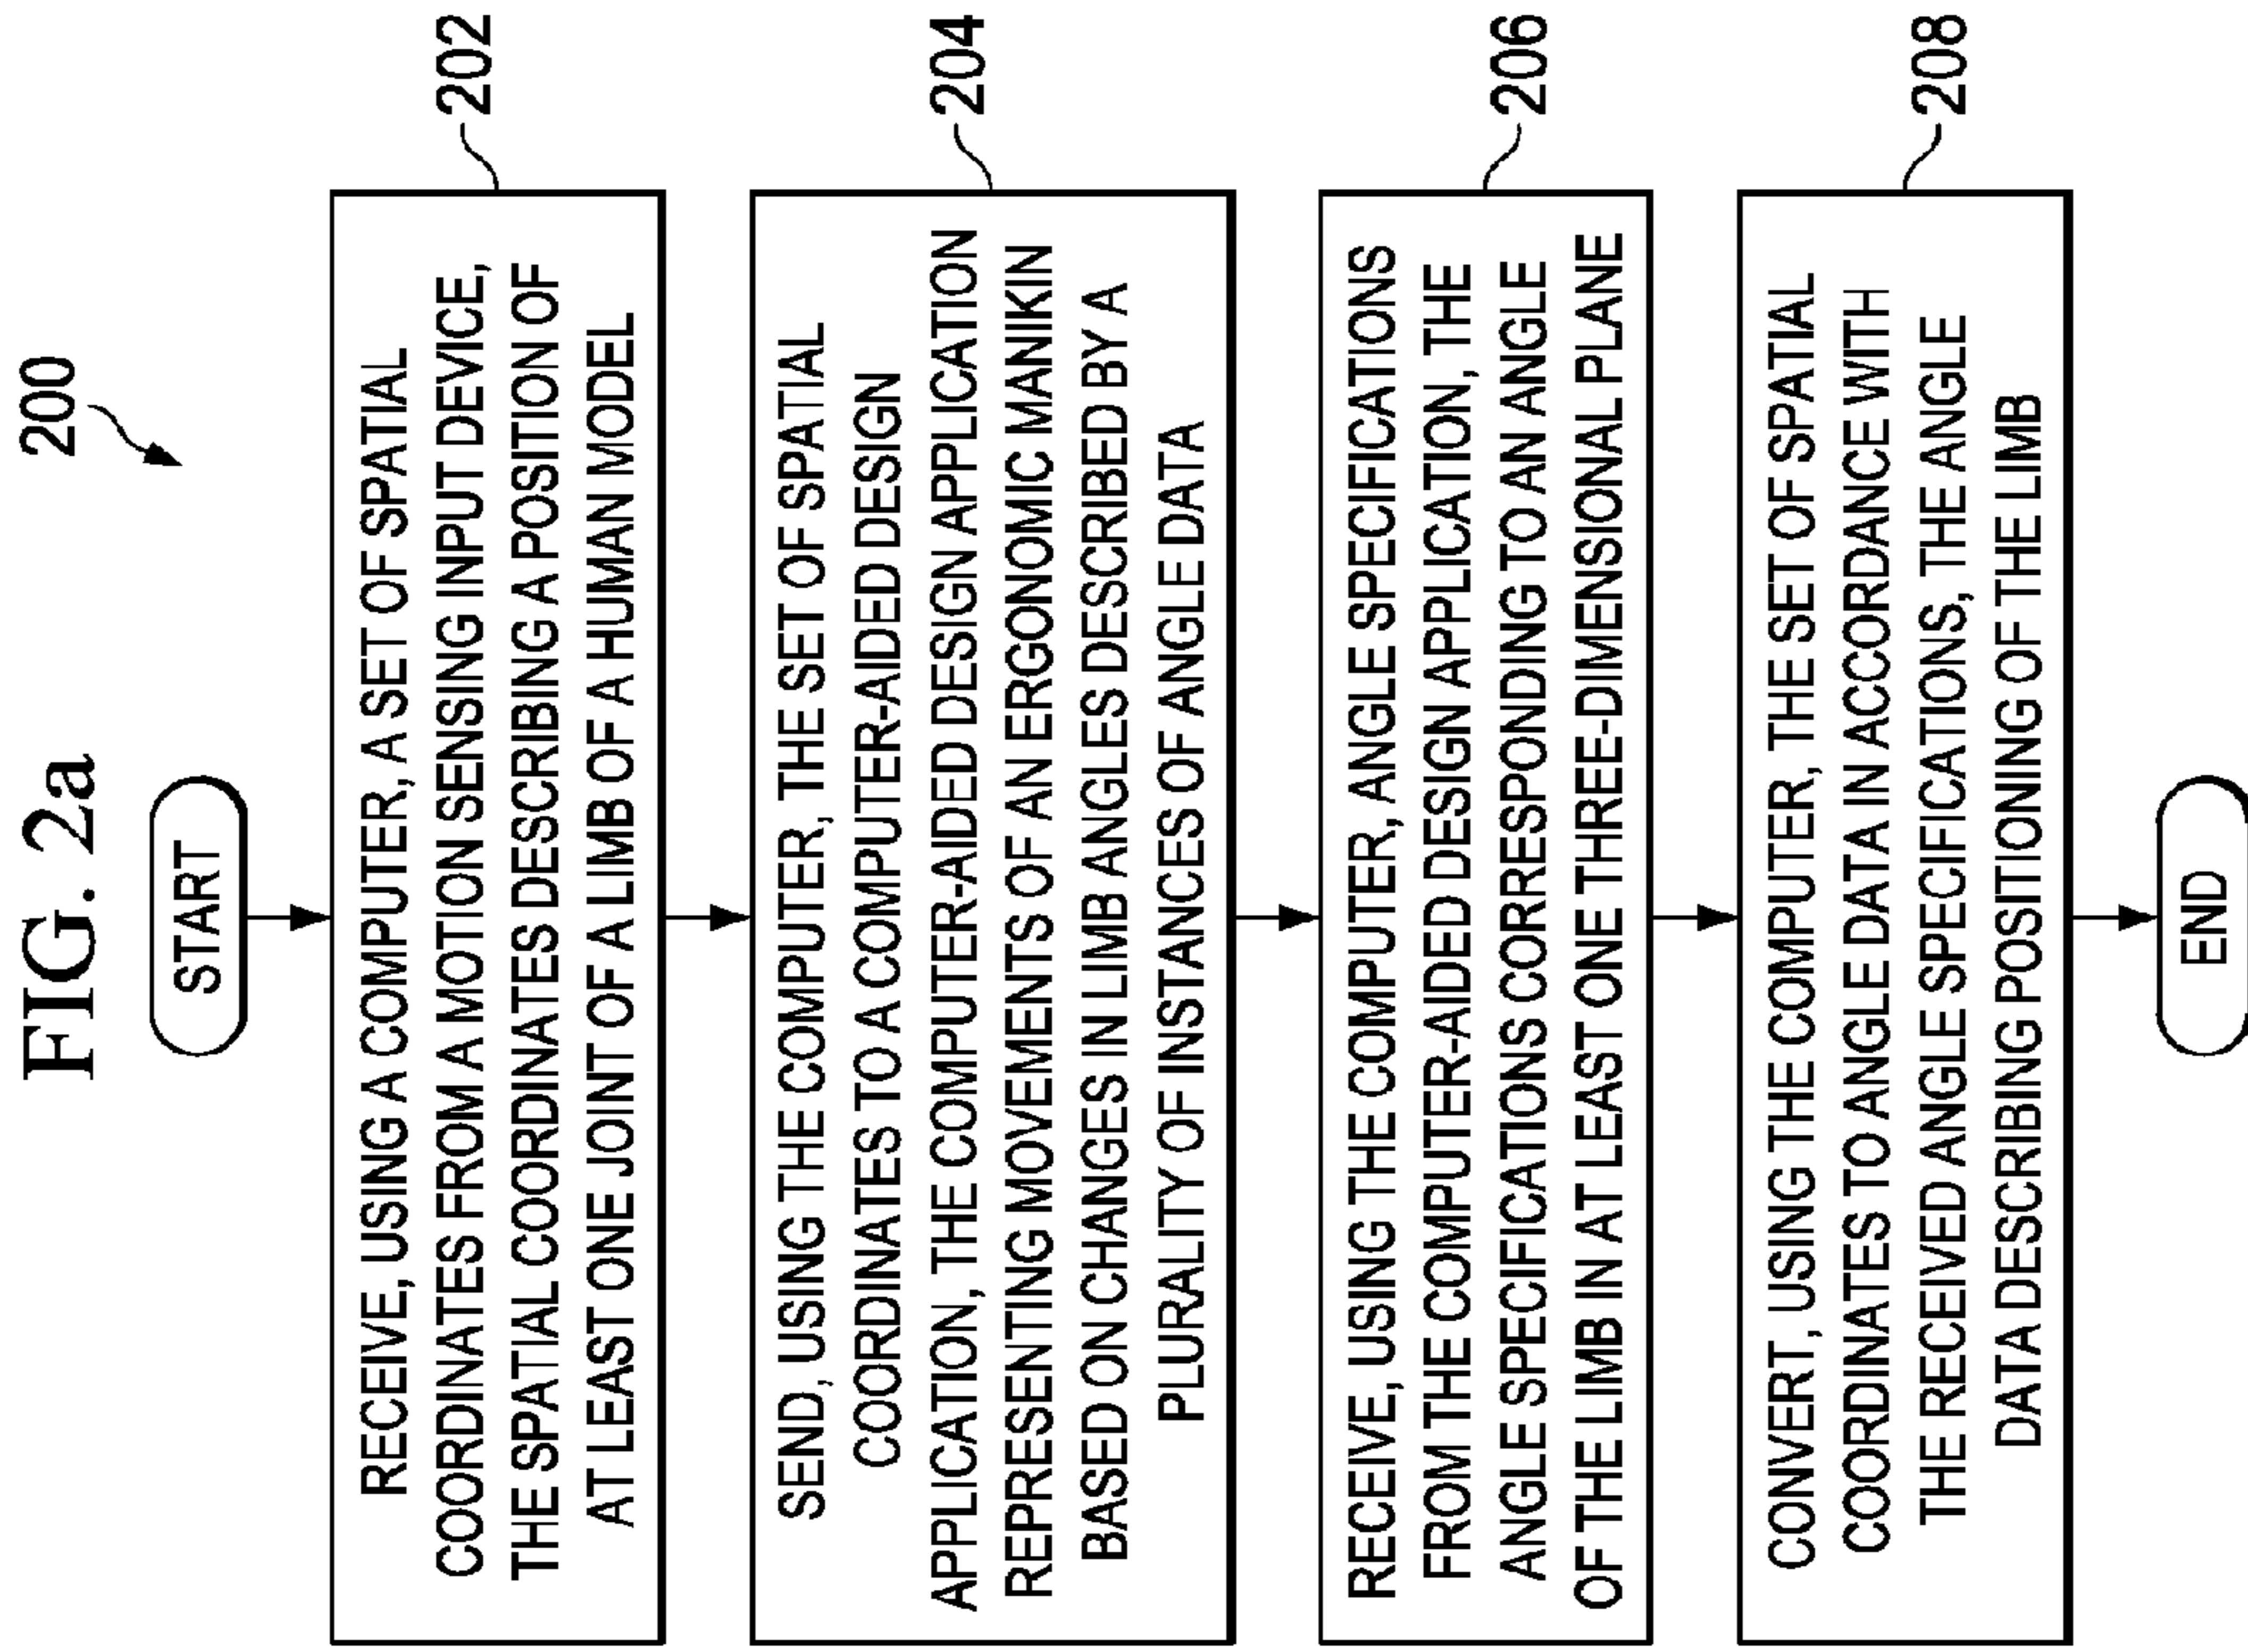 FIG. 2a
200
START
RECEIVE, USING A COMPUTER, A SET OF SPATIAL
COORDINATES FROM A MOTION SENSING INPUT DEVICE,
THE SPATIAL COORDINATES DESCRIBING A POSITION OF
AT LEAST ONE JOINT OF A LIMB OF A HUMAN MODEL
202
SEND, USING THE COMPUTER, THE SET OF SPATIAL
COORDINATES TO A COMPUTER-AIDED DESIGN
APPLICATION, THE COMPUTER-AIDED DESIGN APPLICATION
REPRESENTING MOVEMENTS OF AN ERGONOMIC MANIKIN
BASED ON CHANGES IN LIMB ANGLES DESCRIBED BY A
PLURALITY OF INSTANCES OF ANGLE DATA
204
RECEIVE, USING THE COMPUTER, ANGLE SPECIFICATIONS
FROM THE COMPUTER-AIDED DESIGN APPLICATION, THE
ANGLE SPECIFICATIONS CORRESPONDING TO AN ANGLE
OF THE LIMB IN AT LEAST ONE THREE-DIMENSIONAL PLANE
206
CONVERT, USING THE COMPUTER, THE SET OF SPATIAL
COORDINATES TO ANGLE DATA IN ACCORDANCE WITH
THE RECEIVED ANGLE SPECIFICATIONS, THE ANGLE
DATA DESCRIBING POSITIONING OF THE LIMB
208
END